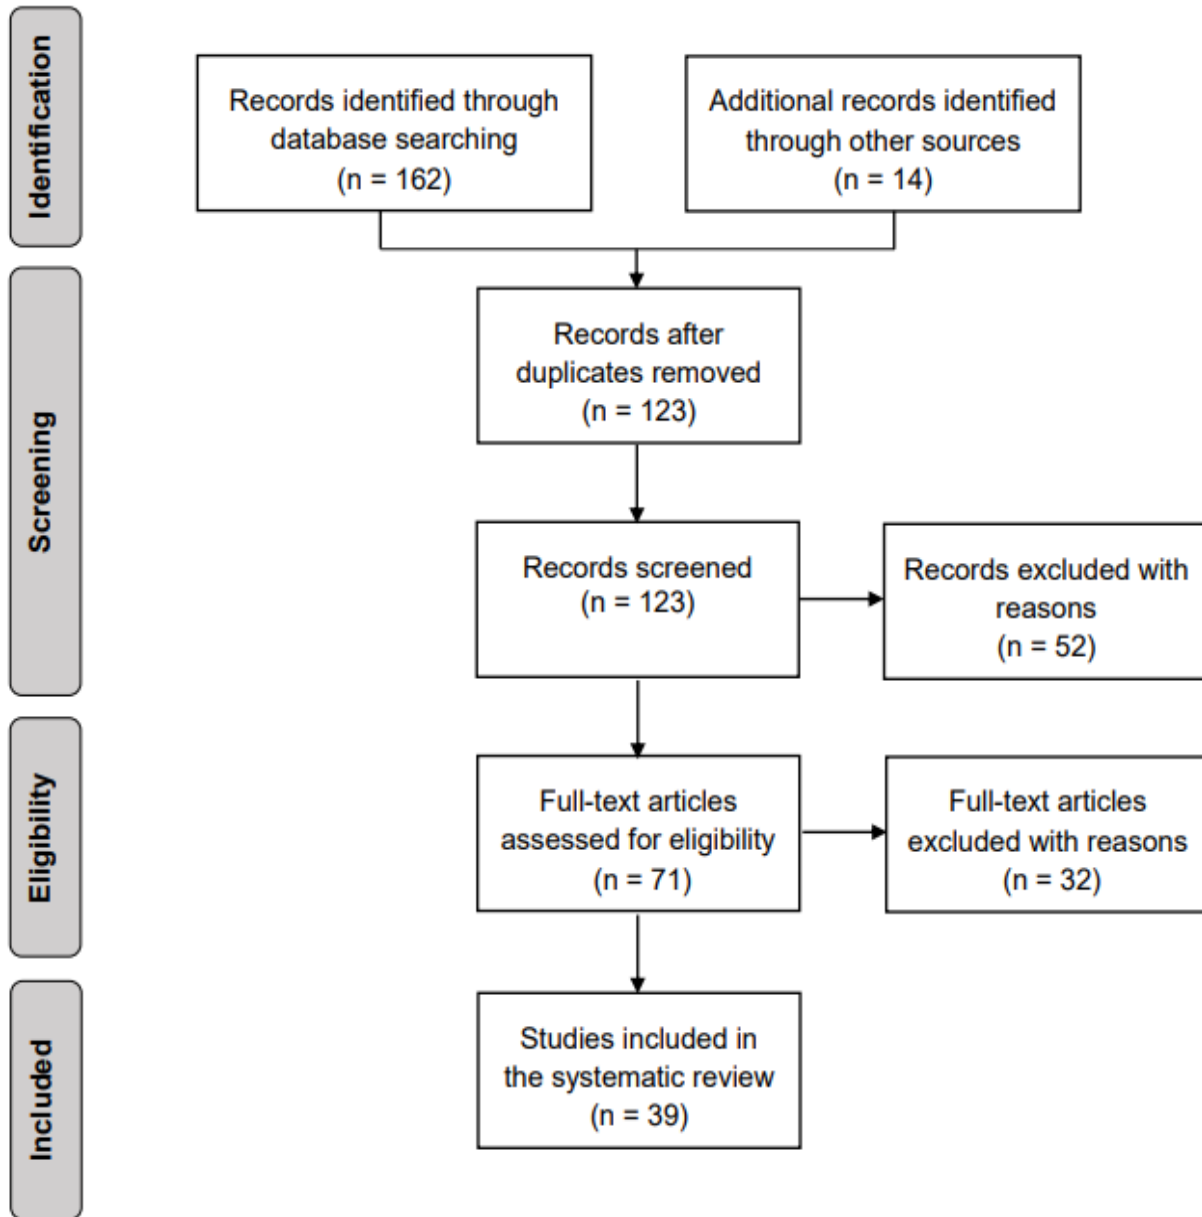 Identification
Records identified through
database searching
(n = 162)
Additional records identified
through other sources
(n = 14)
Screening
Records after
duplicates removed
(n = 123)
Records screened
(n = 123)
Records excluded with
reasons
(n = 52)
Eligibility
Full-text articles
assessed for eligibility
(n = 71)
Full-text articles
excluded with reasons
(n = 32)
Included
Studies included in
the systematic review
(n = 39)